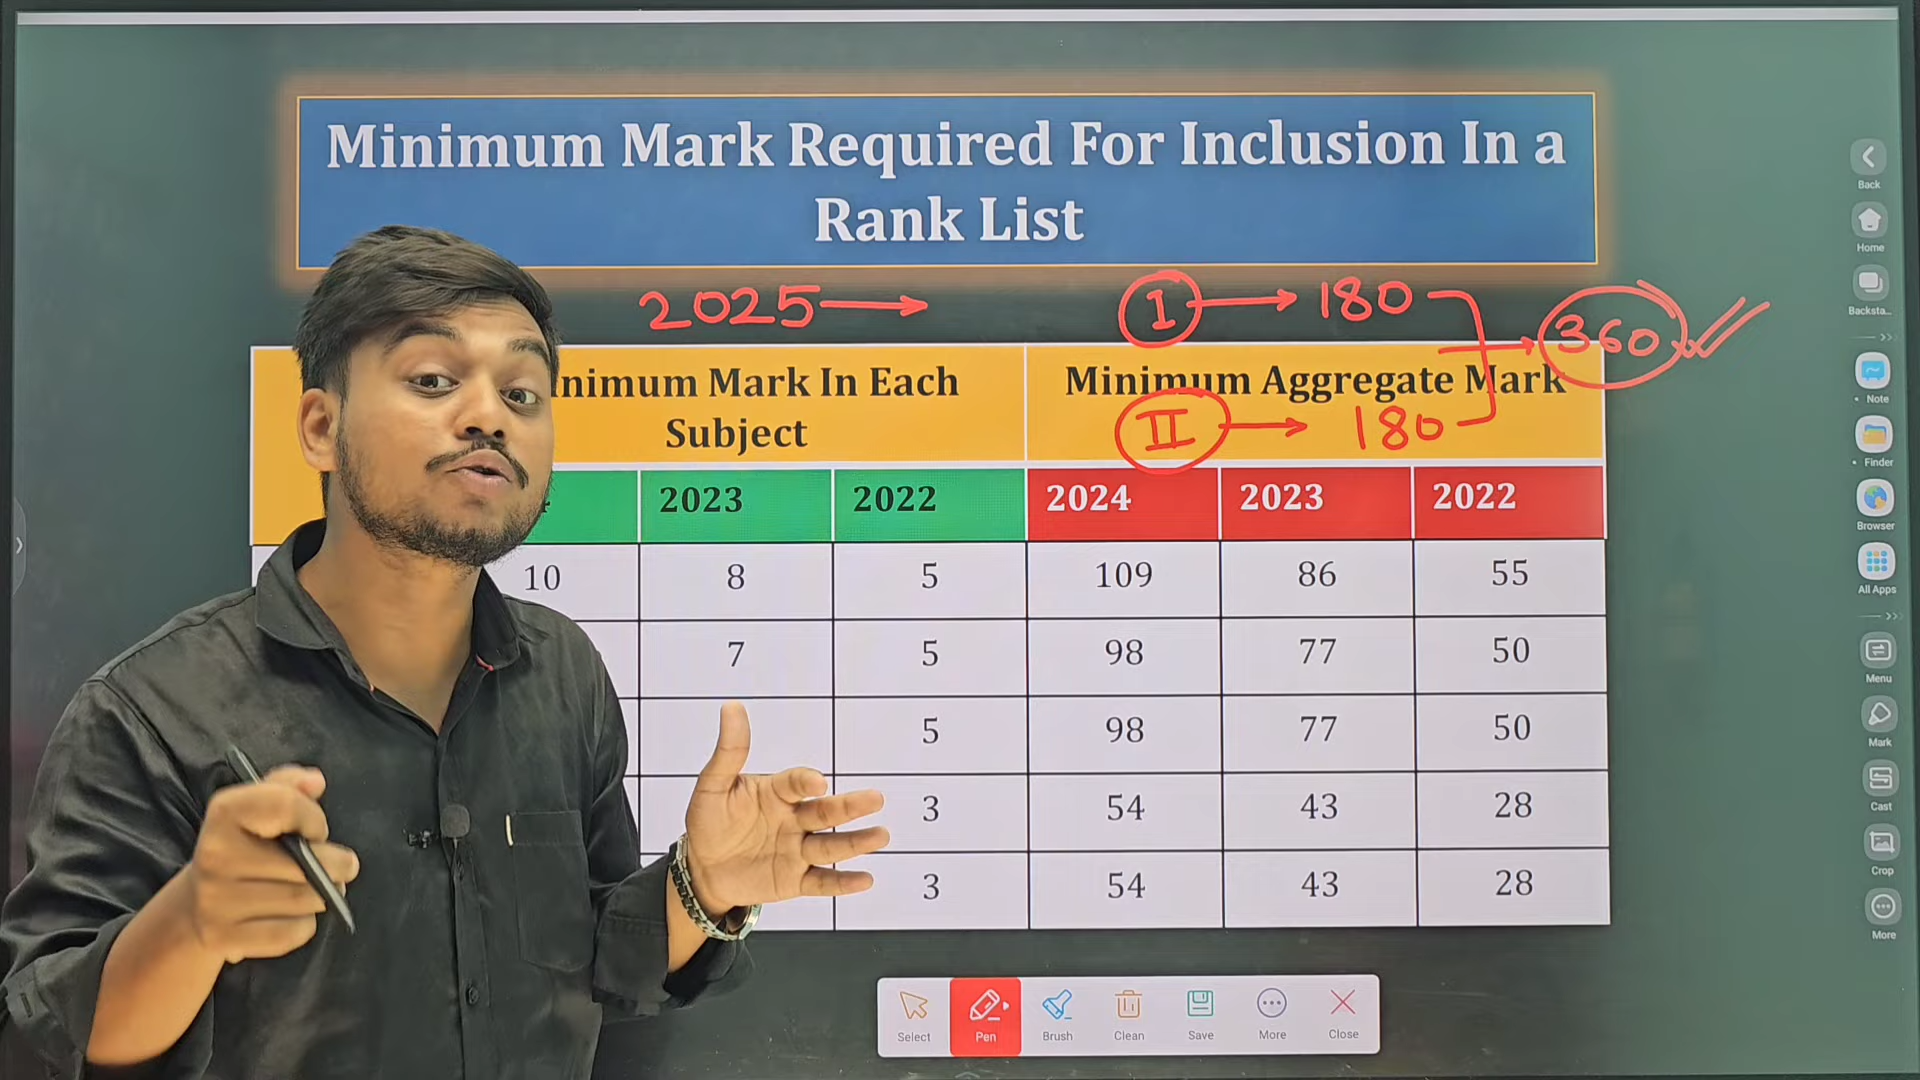 Minimum Mark Required For Inclusion In a
Rank List
2025 → I → 180
360
nimum Mark In Each
Subject
Minimum Aggregate Mark
II → 180
2023 2022 2024 2023 2022
10 8 5 109 86 55
7 5 98 77 50
5 98 77 50
3 54 43 28
3 54 43 28
Back
Home
Backsta...
Note
Finder
Browser
All Apps
Menu
Mark
Cast
Crop
More
Select Pen Brush Clean Save More Close